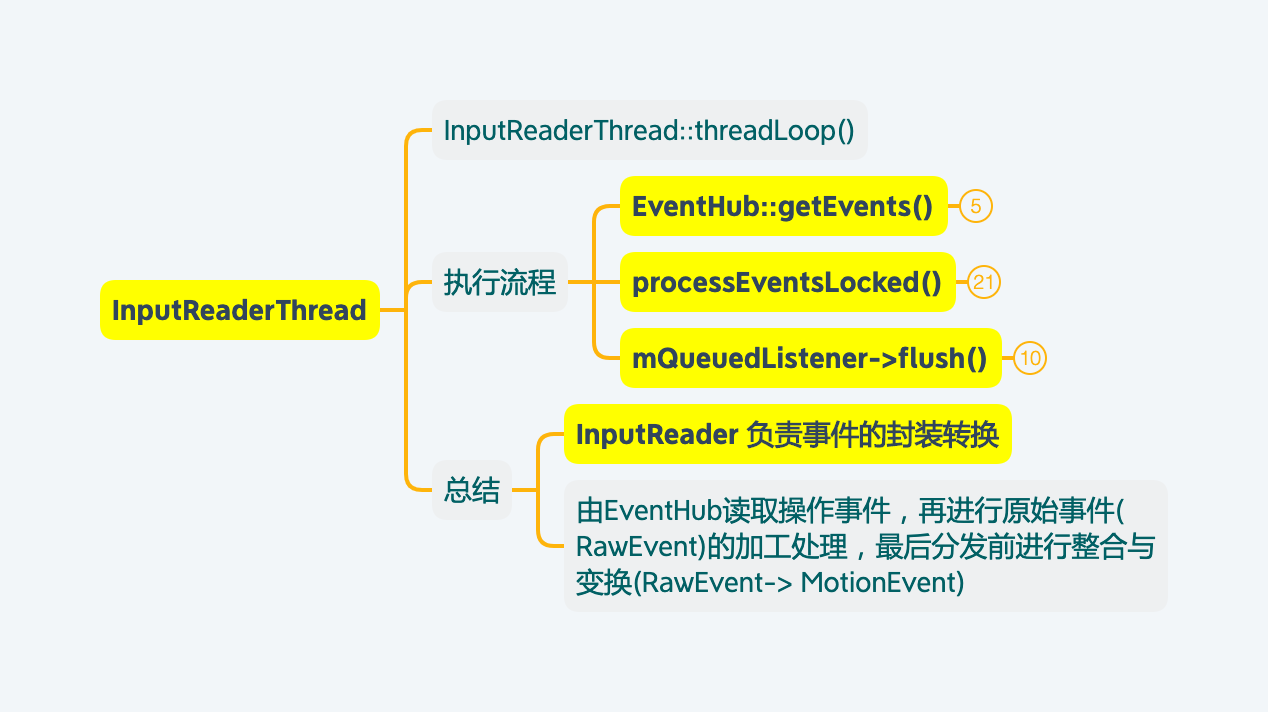 InputReaderThread::threadLoop()
EventHub::getEvents()
5
执行流程
processEventsLocked()
21
InputReaderThread
mQueuedListener->flush()
10
InputReader 负责事件的封装转换
总结
由EventHub读取操作事件，再进行原始事件(
RawEvent)的加工处理，最后分发前进行整合与
变换(RawEvent-> MotionEvent)